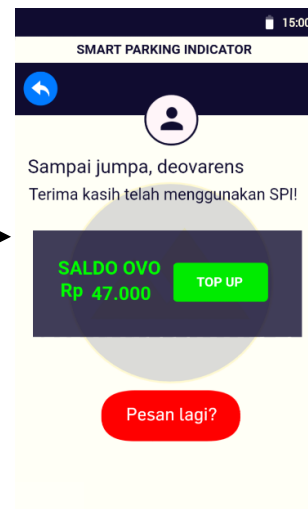 15:00
SMART PARKING INDICATOR
Sampai jumpa, deovarens
Terima kasih telah menggunakan SPI!
SALDO OVO
Rp 47.000
TOP UP
Pesan lagi?